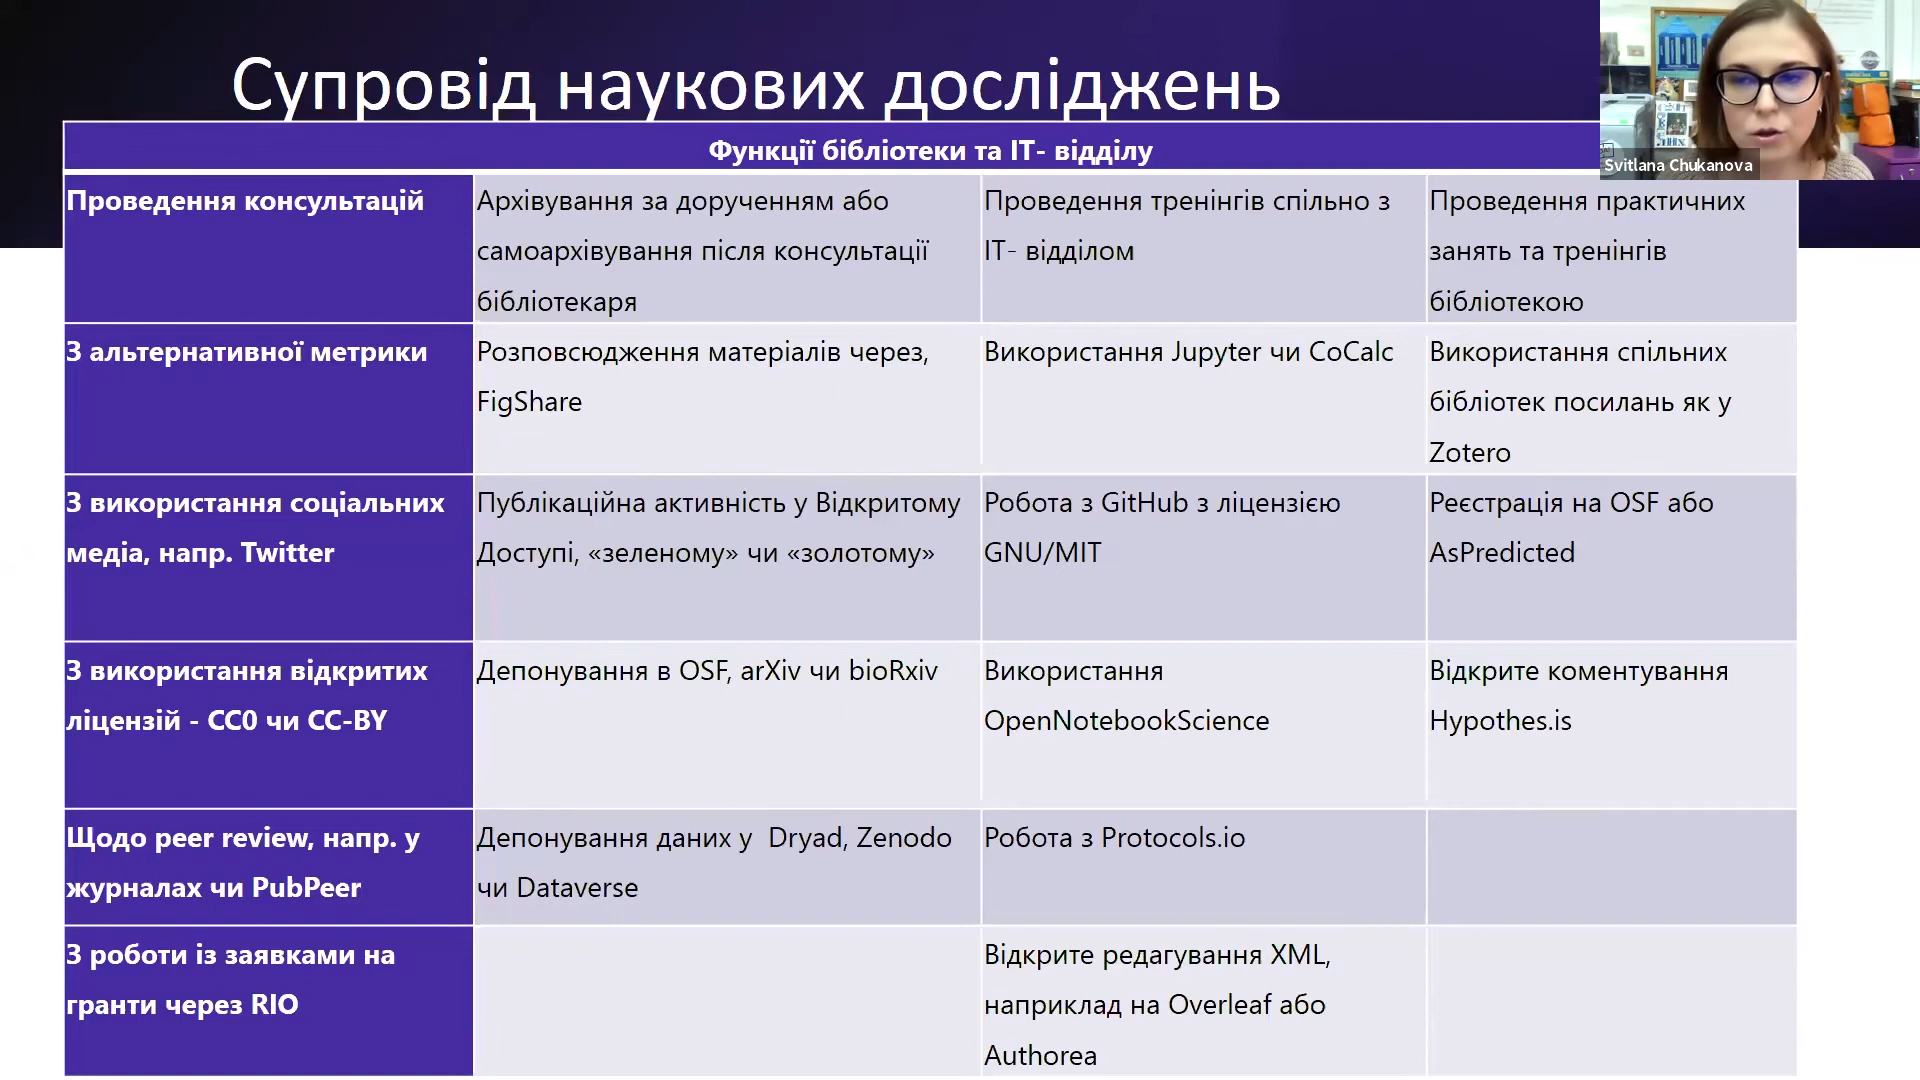 Супровід наукових досліджень
Функції бібліотеки та ІТ- відділу
Svitlana Chukanova
Проведення консультацій
Архівування за дорученням або
самоархівування після консультації
бібліотекаря
Проведення тренінгів спільно з
ІТ- відділом
Проведення практичних
занять та тренінгів
бібліотекою
З альтернативної метрики
Розповсюдження матеріалів через,
FigShare
Використання Jupyter чи CoCalc
Використання спільних
бібліотек посилань як у
Zotero
З використання соціальних
медіа, напр. Twitter
Публікаційна активність у Відкритому
Доступі, «зеленому» чи «золотому»
Робота з GitHub з ліцензією
GNU/MIT
Реєстрація на OSF або
AsPredicted
З використання відкритих
ліцензій - CC0 чи CC-BY
Депонування в OSF, arXiv чи bioRxiv
Використання
OpenNotebookScience
Відкрите коментування
Hypothes.is
Щодо peer review, напр. у
журналах чи PubPeer
Депонування даних у  Dryad, Zenodo
чи Dataverse
Робота з Protocols.io
З роботи із заявками на
гранти через RIO
Відкрите редагування XML,
наприклад на Overleaf або
Authorea